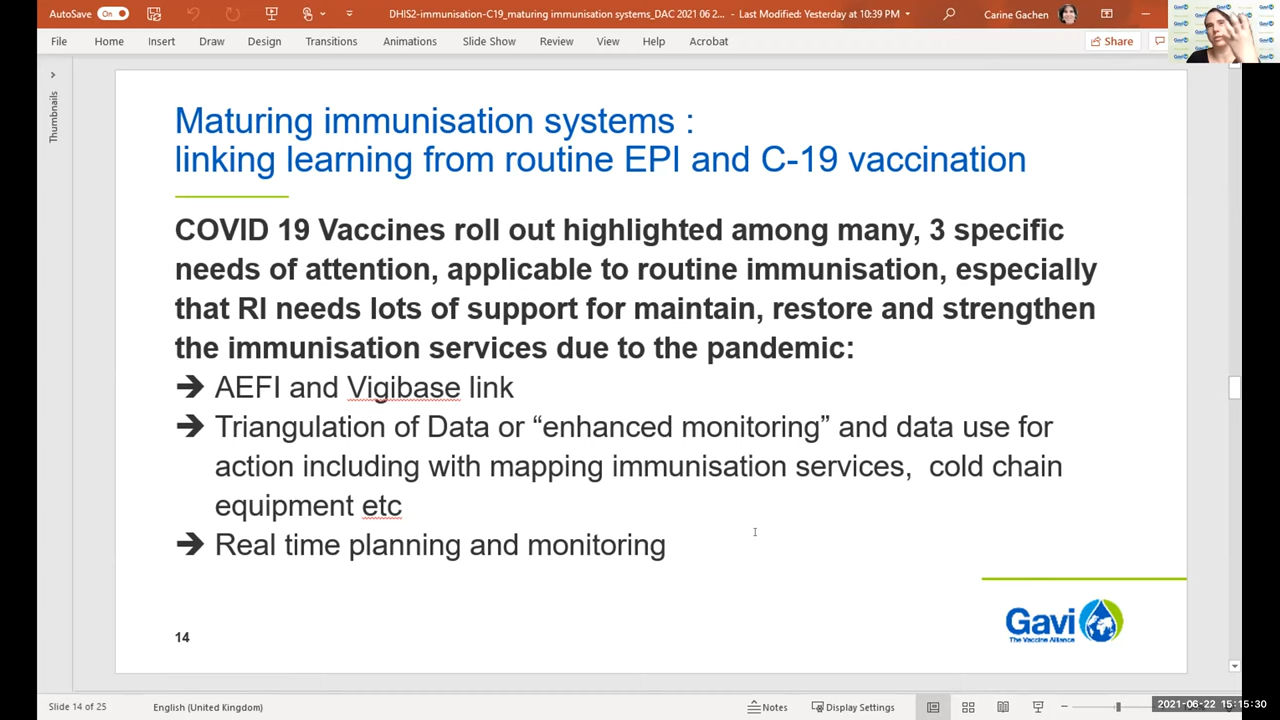 AutoSave On DHIS2-immunisation-C19_maturing immunisation systems_DAC 2021 06 2... - Last Modified: Yesterday at 10:39 PM Carine Gachen
File Home Insert Draw Design Transitions Animations Slide Show Review View Help Acrobat Share
Thumbnails
Maturing immunisation systems :
linking learning from routine EPI and C-19 vaccination
COVID 19 Vaccines roll out highlighted among many, 3 specific
needs of attention, applicable to routine immunisation, especially
that RI needs lots of support for maintain, restore and strengthen
the immunisation services due to the pandemic:
➔ AEFI and Vigibase link
➔ Triangulation of Data or “enhanced monitoring” and data use for
action including with mapping immunisation services,  cold chain
equipment etc
➔ Real time planning and monitoring
Gavi
The Vaccine Alliance
14
Slide 14 of 25 English (United Kingdom) Notes Display Settings 2021-06-22 15:15:30